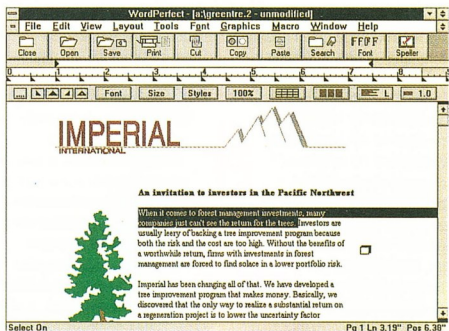 WordPerfect - [a:\greentre.2 - unmodified]
File Edit View Layout Tools Font Graphics Macro Window Help
Close Open Save Print Cut Copy Paste Search Font Speller
Font Size Styles 100% L 1.0
IMPERIAL
INTERNATIONAL
An invitation to investors in the Pacific Northwest
When it comes to forest management investments, many
companies just can't see the return for the trees. Investors are
usually leery of backing a tree improvement program because
both the risk and the cost are too high. Without the benefits of
a worthwhile return, firms with investments in forest
management are forced to find solace in a lower portfolio risk.
Imperial has been changing all of that. We have developed a
tree improvement program that makes money. Basically, we
discovered that the only way to realize a substantial return on
a regeneration project is to lower the uncertainty factor
Select On Pg 1 Ln 3.19" Pos 6.38"